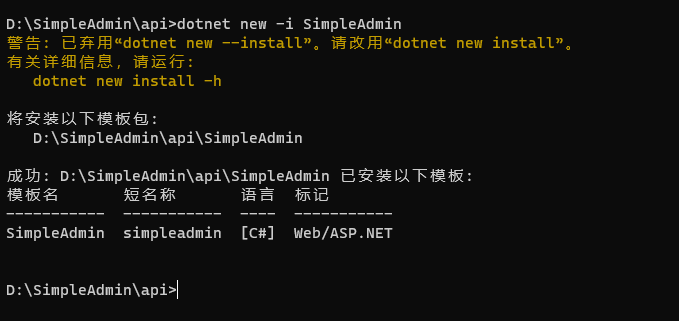 D:\SimpleAdmin\api>dotnet new -i SimpleAdmin
警告: 已弃用“dotnet new --install”。请改用“dotnet new install”。
有关详细信息，请运行:
   dotnet new install -h
将安装以下模板包:
   D:\SimpleAdmin\api\SimpleAdmin
成功: D:\SimpleAdmin\api\SimpleAdmin 已安装以下模板:
模板名       短名称       语言  标记
-----------  -----------  ----  -----------
SimpleAdmin  simpleadmin  [C#]  Web/ASP.NET
D:\SimpleAdmin\api>